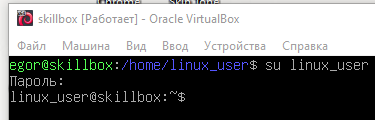 skillbox [Работает] - Oracle VirtualBox
Файл Машина Вид Ввод Устройства Справка
egor@skillbox:/home/linux_user$ su linux_user
Пароль:
linux_user@skillbox:~$